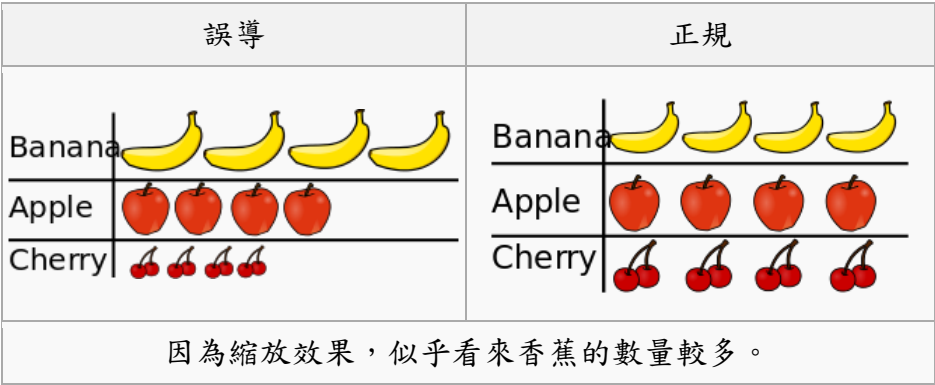 誤導
正規
Banana
Apple
Cherry
Banana
Apple
Cherry
因為縮放效果，似乎看來香蕉的數量較多。